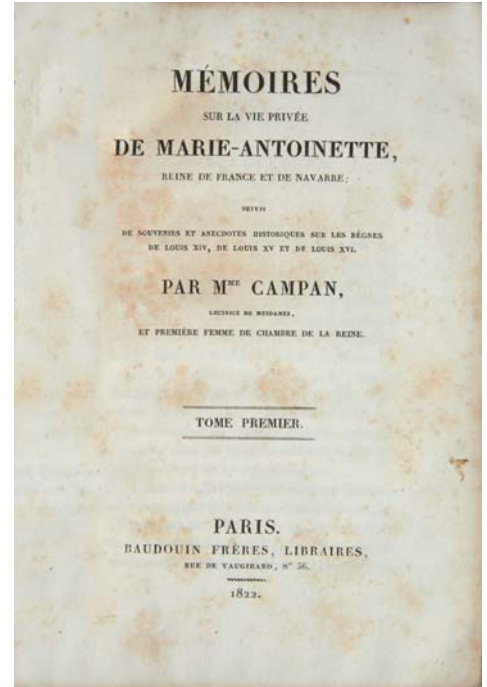 MÉMOIRES
SUR LA VIE PRIVÉE
DE MARIE-ANTOINETTE,
REINE DE FRANCE ET DE NAVARRE;
SUIVIS
DE SOUVENIRS ET ANECDOTES HISTORIQUES SUR LES RÈGNES
DE LOUIS XIV, DE LOUIS XV ET DE LOUIS XVI.
PAR MME CAMPAN,
LECTRICE DE MESDAMES,
ET PREMIÈRE FEMME DE CHAMBRE DE LA REINE.
TOME PREMIER.
PARIS.
BAUDOUIN FRÈRES, LIBRAIRES,
RUE DE VAUGIRARD, N° 36.
1822.